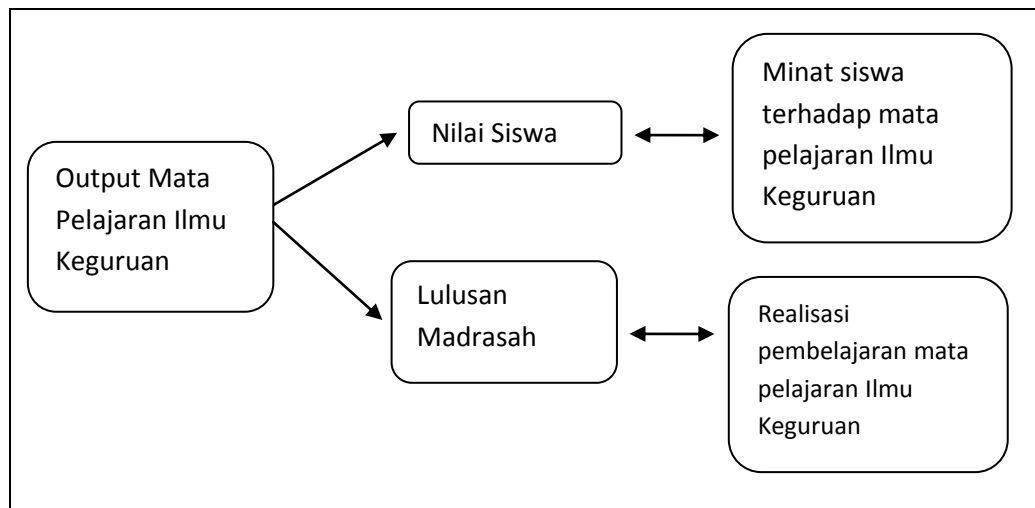 Output Mata
Pelajaran Ilmu
Keguruan
Nilai Siswa
Minat siswa
terhadap mata
pelajaran Ilmu
Keguruan
Lulusan
Madrasah
Realisasi
pembelajaran mata
pelajaran Ilmu
Keguruan